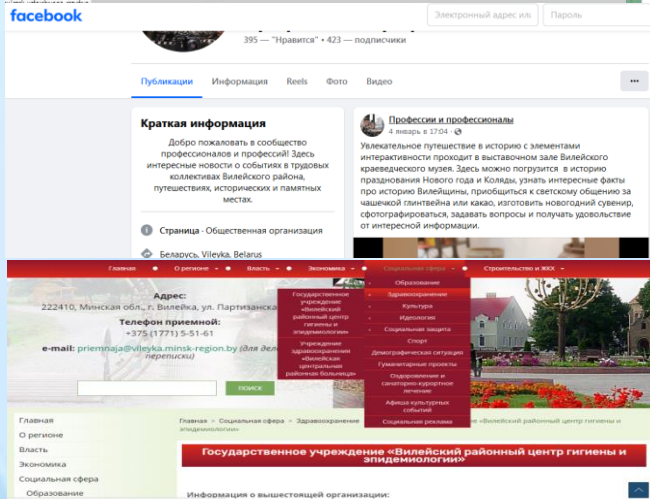 facebook
Электронный адрес или
Пароль
395 — "Нравится" • 423 — подписчики
Публикации Информация Reels Фото Видео
Краткая информация
Добро пожаловать в сообщество
профессионалов и профессий! Здесь
интересные новости о событиях в трудовых
коллективах Вилейского района,
путешествиях, исторических и памятных
местах.
Страница · Общественная организация
Беларусь, Vileyka, Belarus
Профессии и профессионалы
4 январь в 17:04 ·
Увлекательное путешествие в историю с элементами
интерактивности проходит в выставочном зале Вилейского
краеведческого музея. Здесь можно погрузится в историю
празднования Нового года и Коляды, узнать интересные факты
про историю Вилейщины, приобщиться к светскому общению за
чашечкой глинтвейна или какао, изготовить новогодний сувенир,
сфотографироваться, задавать вопросы и получать удовольствие
от интересной информации.
Главная О регионе Власть Экономика Социальная сфера Строительство и ЖКХ
Адрес:
222410, Минская обл., г. Вилейка, ул. Партизанска
Телефон приемной:
+375 (1771) 5-51-61
e-mail: priemnaja@vileyka.minsk-region.by (для дел
переписки)
ПОИСК
Государственное
учреждение
«Вилейский
районный центр
гигиены и
эпидемиологии»
Учреждение
здравоохранения
«Вилейская
центральная
районная больница»
Образование
Здравоохранение
Культура
Идеология
Социальная защита
Спорт
Демографическая ситуация
Гуманитарные проекты
Оздоровление и
санаторно-курортное
лечение
Афиша культурных
событий
Социальная реклама
Главная
О регионе
Власть
Экономика
Социальная сфера
Образование
Главная > Социальная сфера > Здравоохранение
е «Вилейский районный центр гигиены и
эпидемиологии»
Государственное учреждение «Вилейский районный центр гигиены и
эпидемиологии»
Информация о вышестоящей организации: